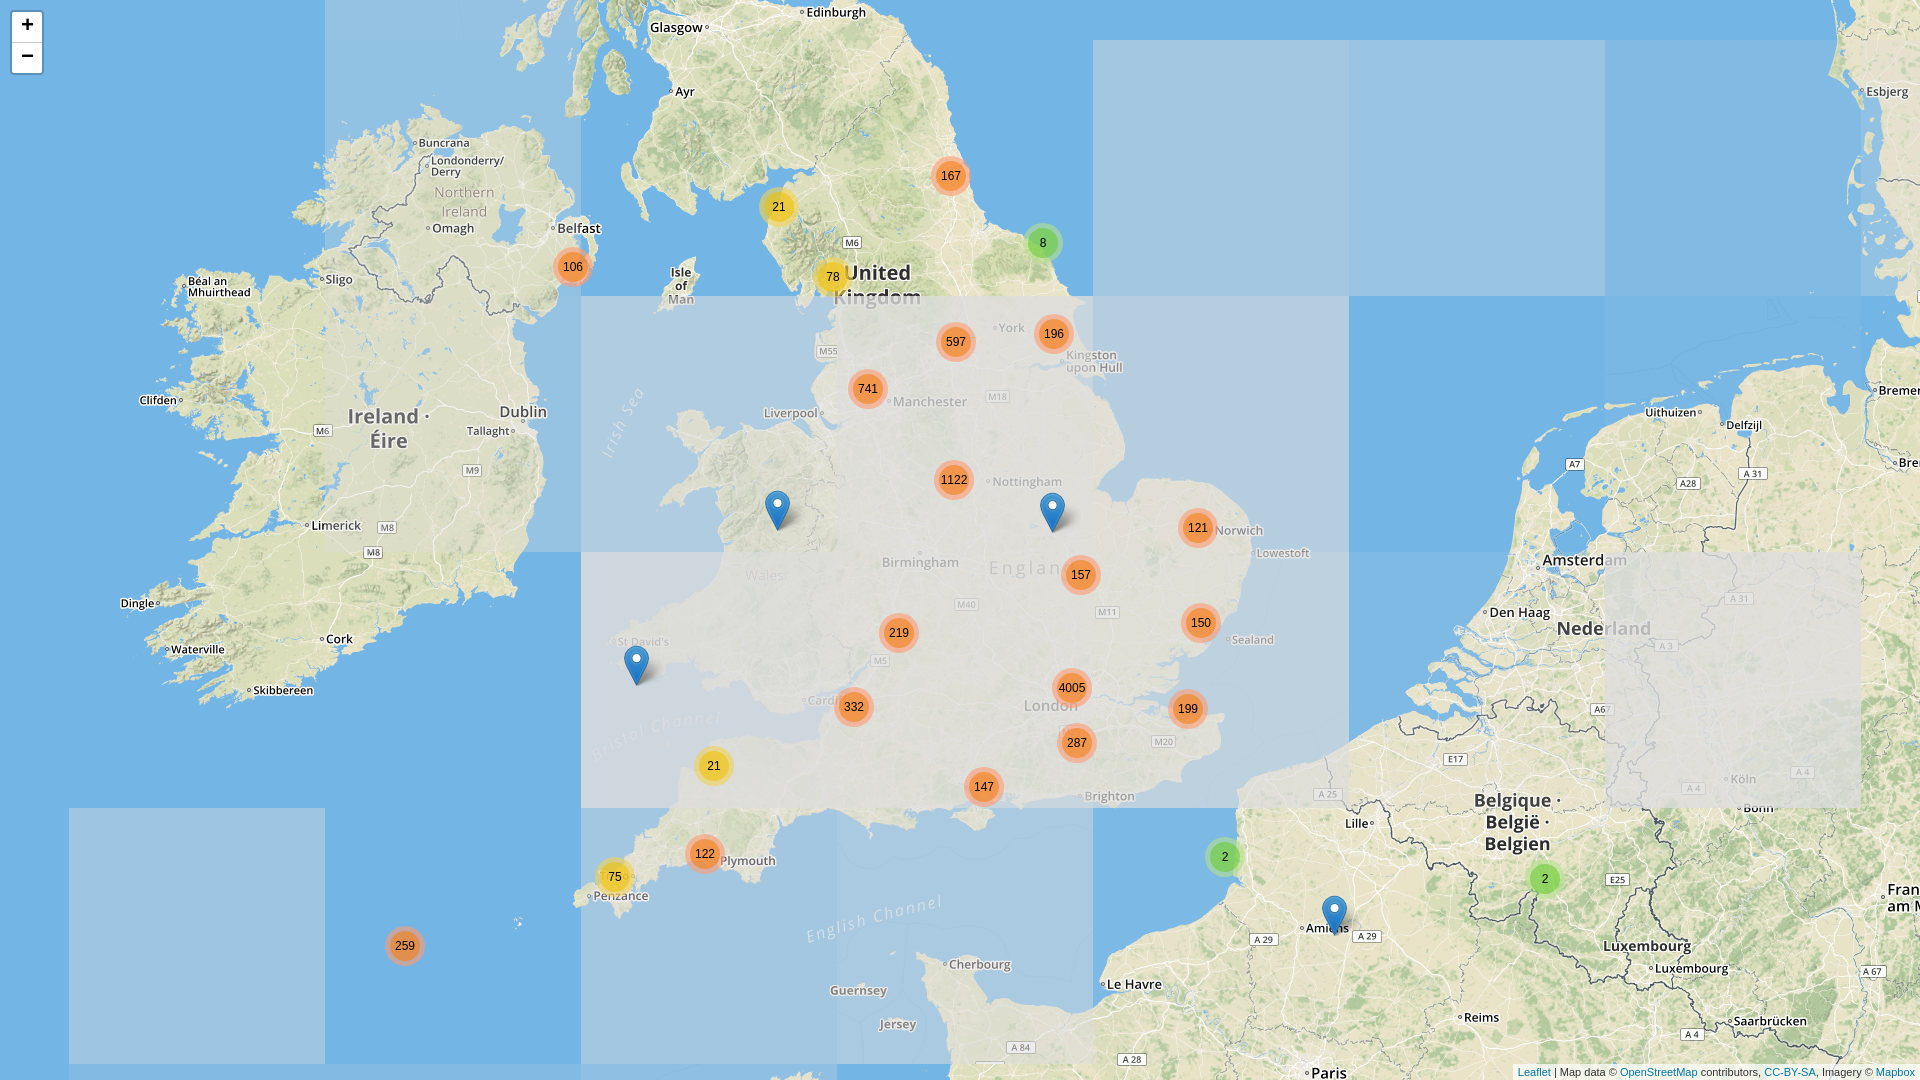 +
−
Edinburgh
Glasgow
Ayr
Esbjerg
Buncrana
Londonderry/
Derry
167
Northern
Ireland
21
Omagh
Belfast
M6
8
106
Isle
of
Man
78
United
Kingdom
Sligo
Béal an
Mhuirthead
York
196
597
M55
Kingston
upon Hull
741
M18
Manchester
Clifden
Irish Sea
Liverpool
Dublin
Ireland ·
Éire
M6
Tallaght
Uithuizen
Delfzijl
A7
M9
A 31
A28
1122
Nottingham
Limerick
M8
121
Norwich
M8
Lowestoft
Birmingham
Amsterdam
Wales
157
Dingle
M40
M11
A 31
Den Haag
150
219
Nederland
Cork
St David's
Sealand
Waterville
M5
A 3
Skibbereen
4005
332
London
199
Bristol Channel
287
M20
E17
21
Köln
A 4
A 4
147
Brighton
A 25
Belgique ·
België ·
Belgien
Bonn
Lille
122
Plymouth
2
75
Penzance
2
E25
English Channel
Amiens
A 29
A 29
259
Luxembourg
Cherbourg
Luxembourg
A 67
Le Havre
Guernsey
Reims
Jersey
Saarbrücken
A 4
A 84
A 28
Paris
Leaflet | Map data © OpenStreetMap contributors, CC-BY-SA, Imagery © Mapbox